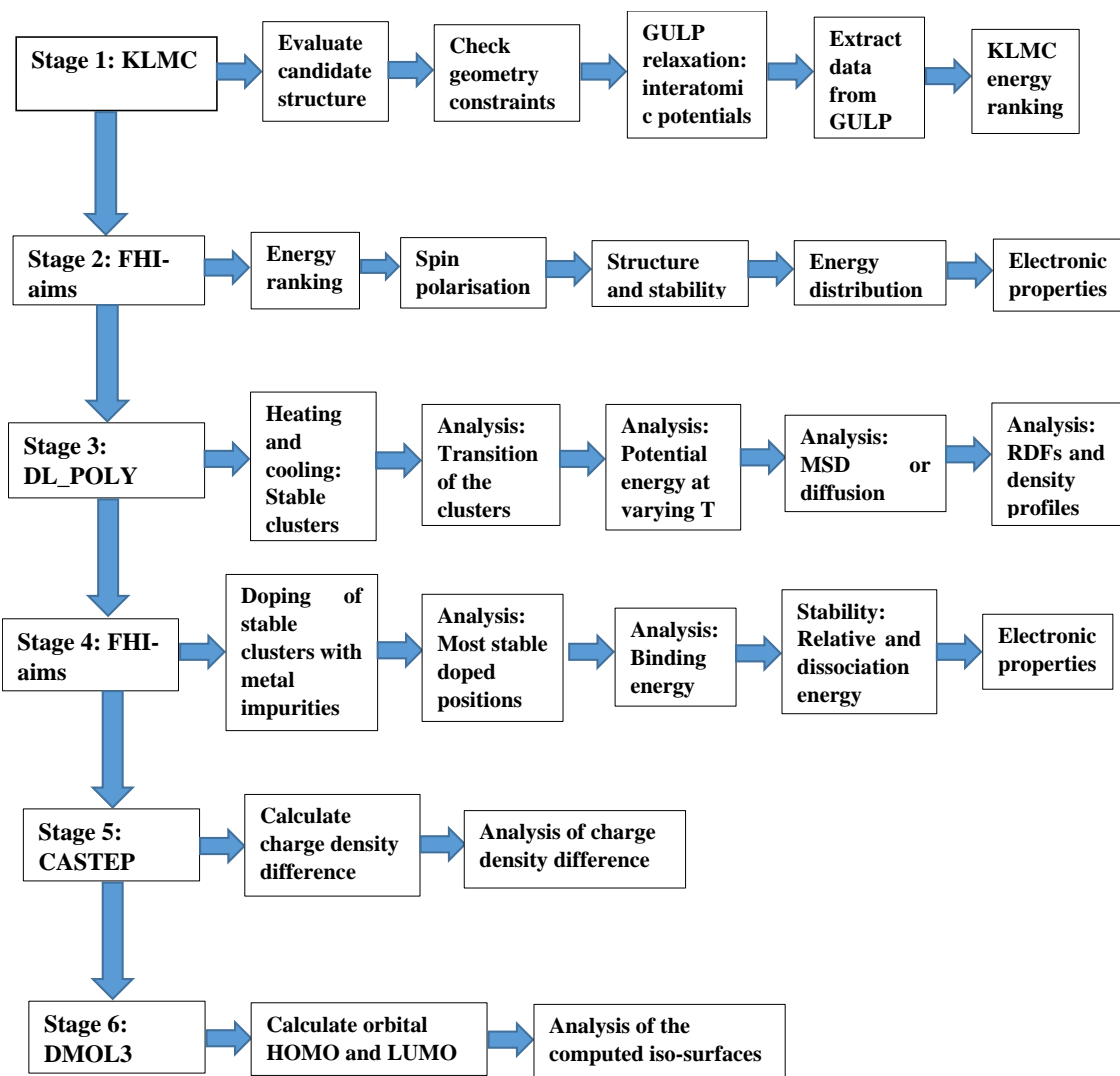 Stage 1: KLMC
Evaluate
candidate
structure
Check
geometry
constraints
GULP
relaxation:
interatomi
c potentials
Extract
data
from
GULP
KLMC
energy
ranking
Stage 2: FHI-
aims
Energy
ranking
Spin
polarisation
Structure
and stability
Energy
distribution
Electronic
properties
Stage 3:
DL_POLY
Heating
and
cooling:
Stable
clusters
Analysis:
Transition
of the
clusters
Analysis:
Potential
energy at
varying T
Analysis:
MSD or
diffusion
Analysis:
RDFs and
density
profiles
Stage 4: FHI-
aims
Doping of
stable
clusters with
metal
impurities
Analysis:
Most stable
doped
positions
Analysis:
Binding
energy
Stability:
Relative and
dissociation
energy
Electronic
properties
Stage 5:
CASTEP
Calculate
charge density
difference
Analysis of charge
density difference
Stage 6:
DMOL3
Calculate orbital
HOMO and LUMO
Analysis of the
computed iso-surfaces